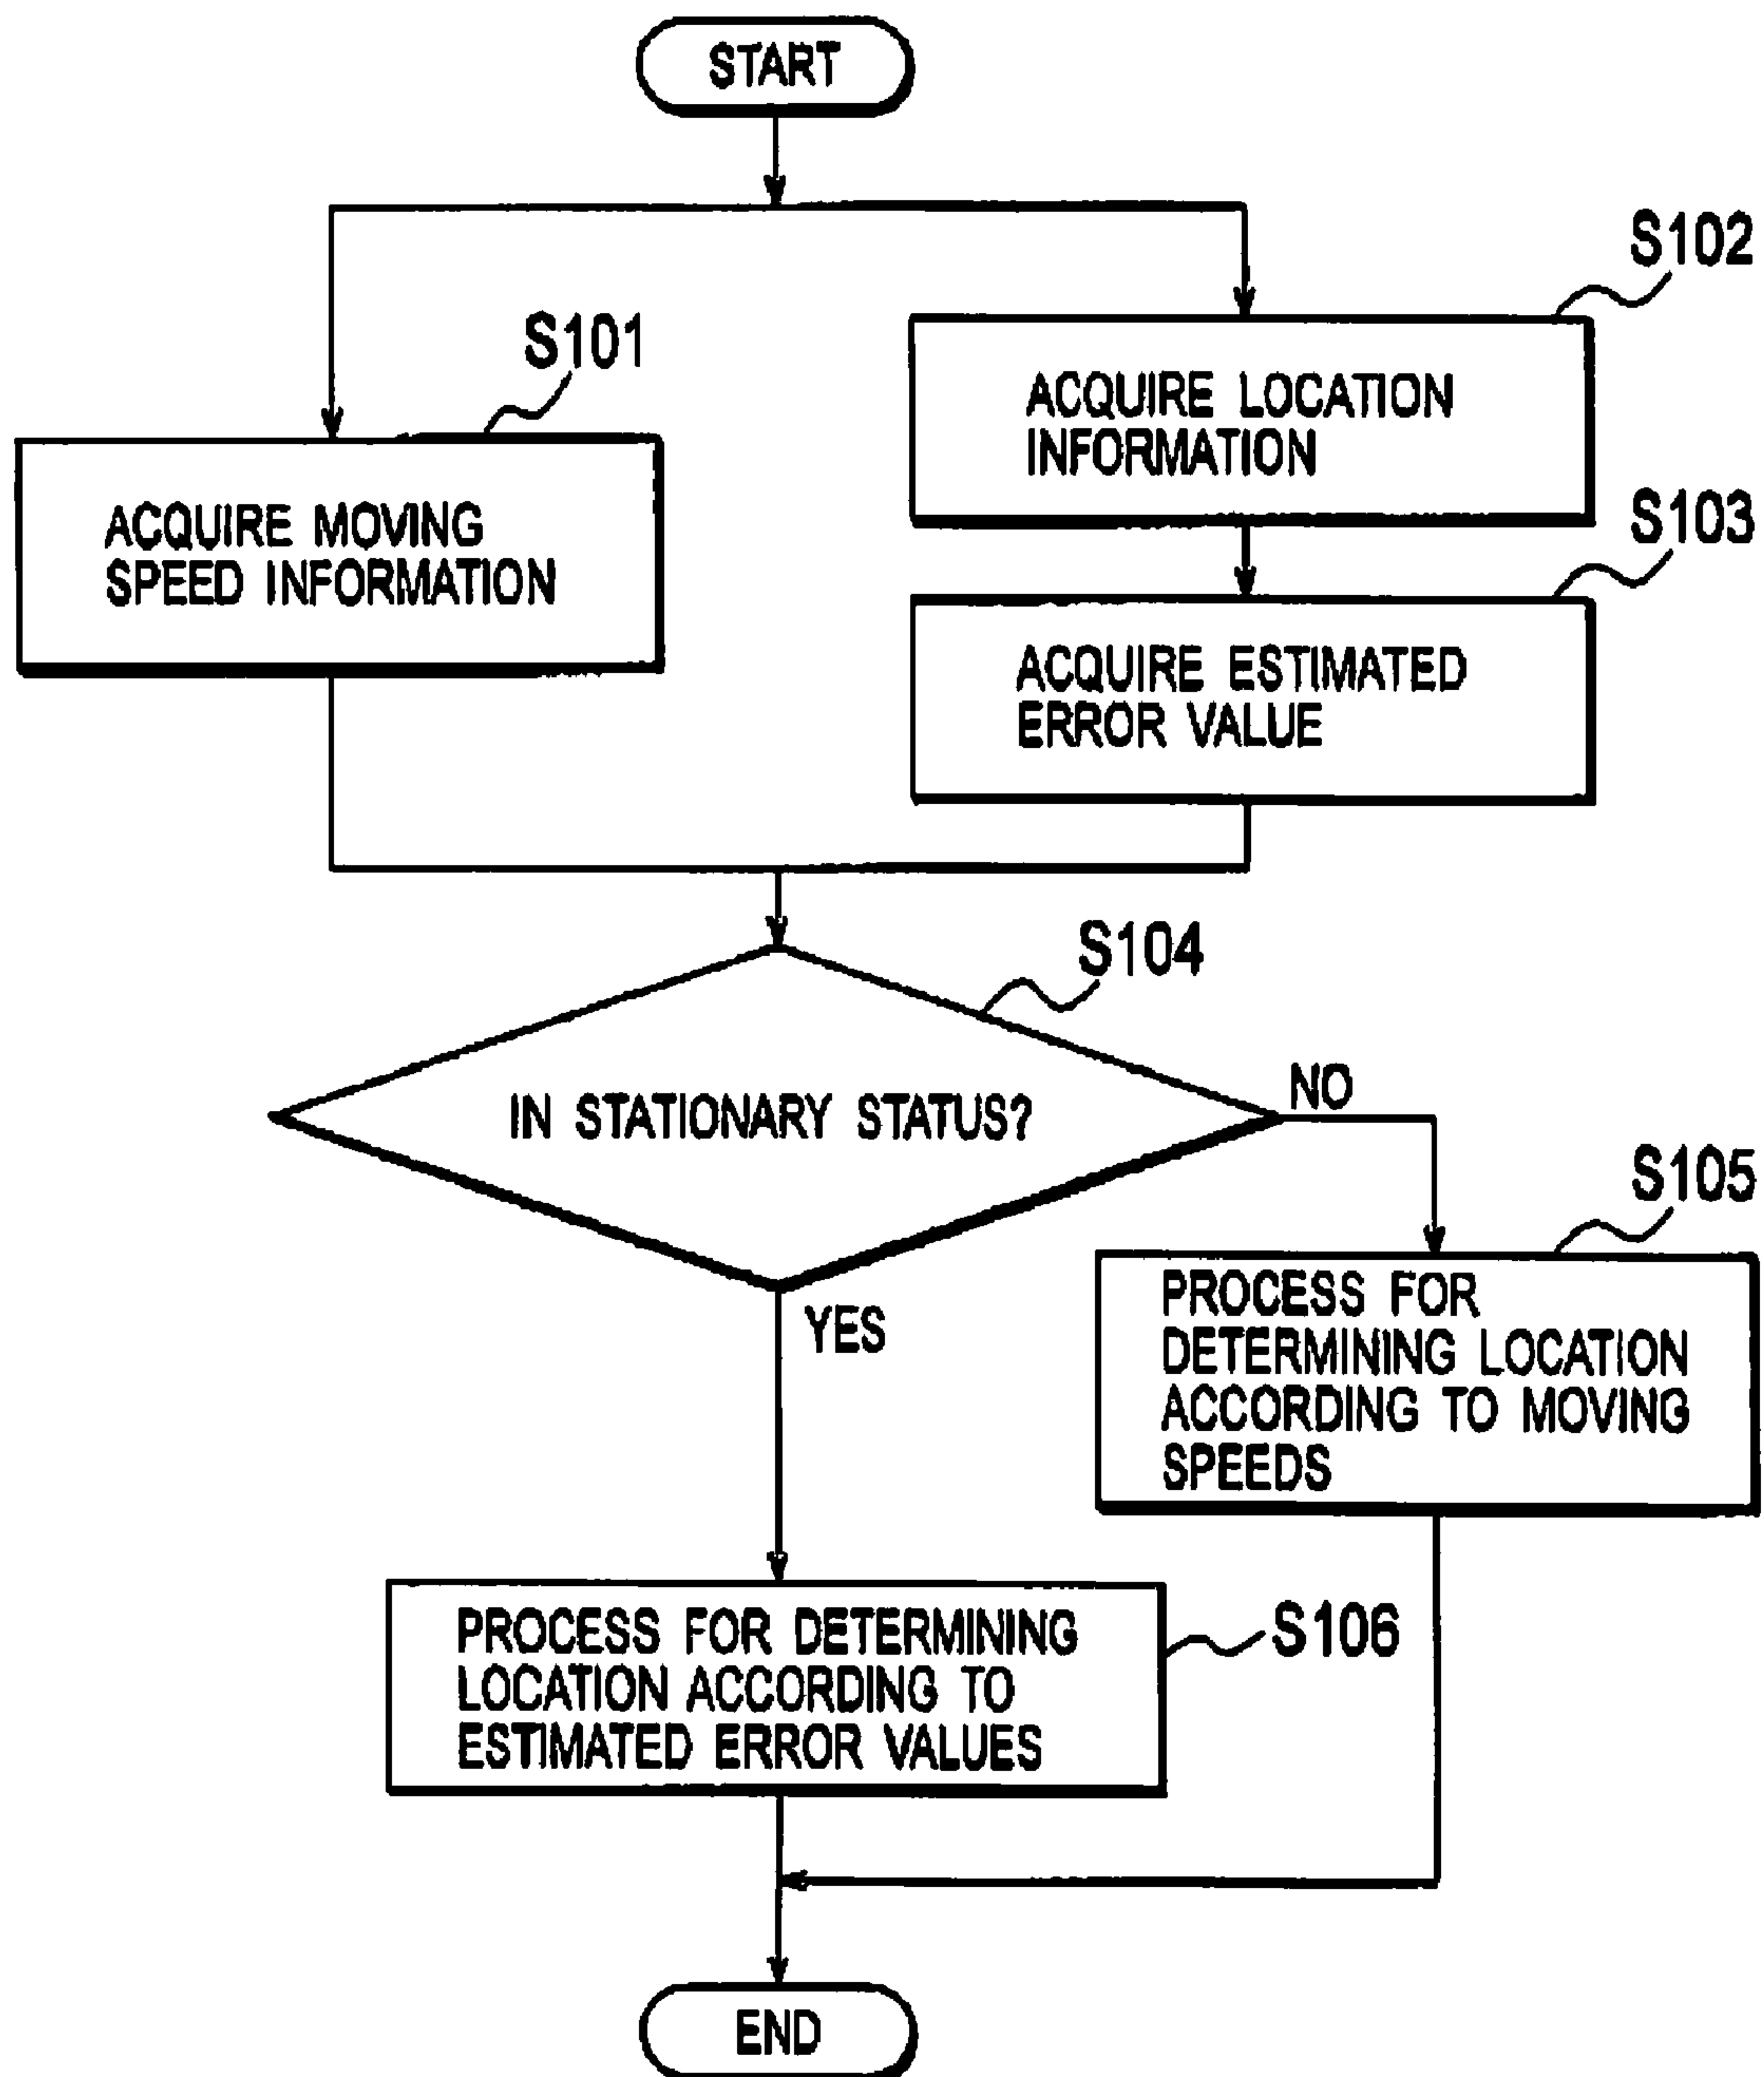 START
S102
S101
ACQUIRE LOCATION
INFORMATION
ACQUIRE MOVING
SPEED INFORMATION
S103
ACQUIRE ESTIMATED
ERROR VALUE
S104
IN STATIONARY STATUS?
NO
YES
S105
PROCESS FOR
DETERMINING LOCATION
ACCORDING TO MOVING
SPEEDS
PROCESS FOR DETERMINING
LOCATION ACCORDING TO
ESTIMATED ERROR VALUES
S106
END